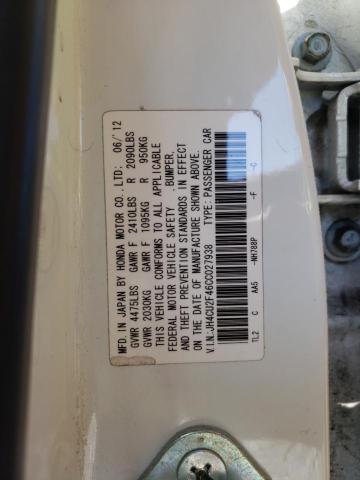 MFD. IN JAPAN BY HONDA MOTOR CO.,LTD: 06/'12
GVWR 4475LBS GAWR F 2410LBS R 2090LBS
GVWR 2030KG GAWR F 1095KG R 950KG
THIS VEHICLE CONFORMS TO ALL APPLICABLE
FEDERAL MOTOR VEHICLE SAFETY ,BUMPER,
AND THEFT PREVENTION STANDARDS IN EFFECT
ON THE DATE OF MANUFACTURE SHOWN ABOVE.
V.I.N:JH4CU2F46CC027938 TYPE:PASSENGER CAR
TL2 C AA5 -NH788P -F -C